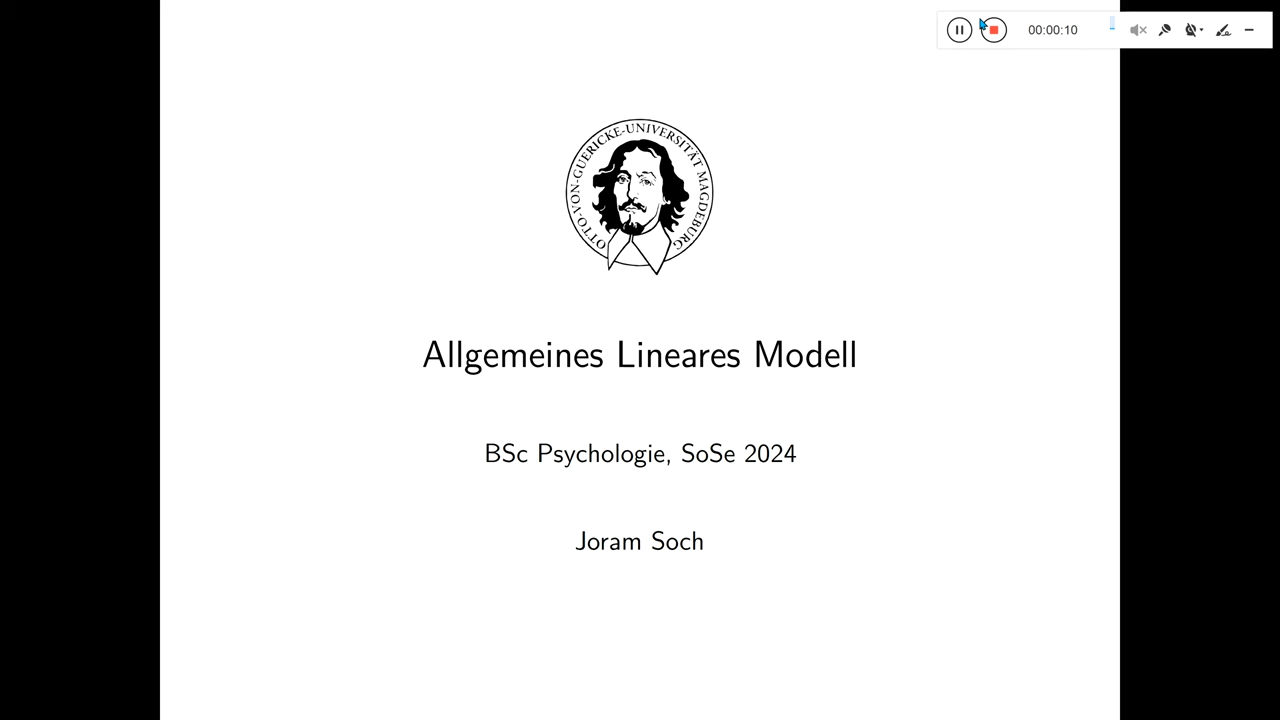 00:00:10
OTTO-VON-GUERICKE-UNIVERSITÄT MAGDEBURG
Allgemeines Lineares Modell
BSc Psychologie, SoSe 2024
Joram Soch